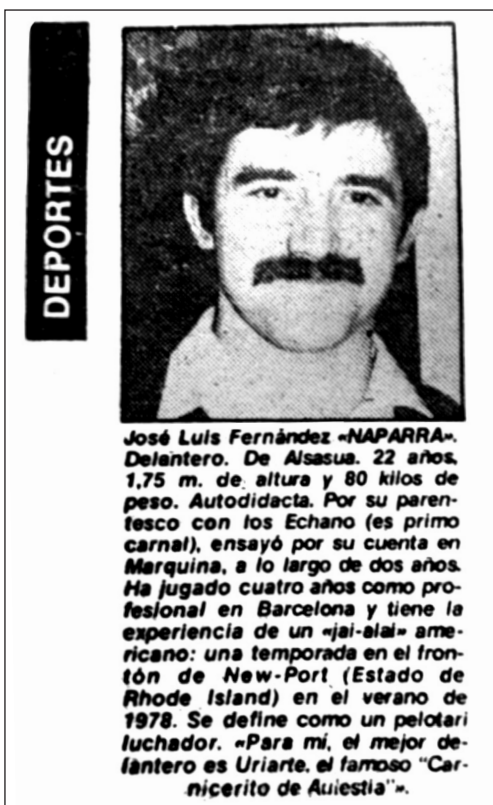 DEPORTES
José Luis Fernández «NAPARRA».
Delantero. De Alsasua. 22 años,
1,75 m. de altura y 80 kilos de
peso. Autodidacta. Por su paren-
tesco con los Echano (es primo
carnal), ensayó por su cuenta en
Marquina, a lo largo de dos años.
Ha jugado cuatro años como pro-
fesional en Barcelona y tiene la
experiencia de un «jai-alai» ame-
ricano: una temporada en el fron-
tón de New-Port (Estado de
Rhode Island) en el verano de
1978. Se define como un pelotari
luchador. «Para mí, el mejor de-
lantero es Uriarte, el famoso "Car-
nicerito de Aulestia"».